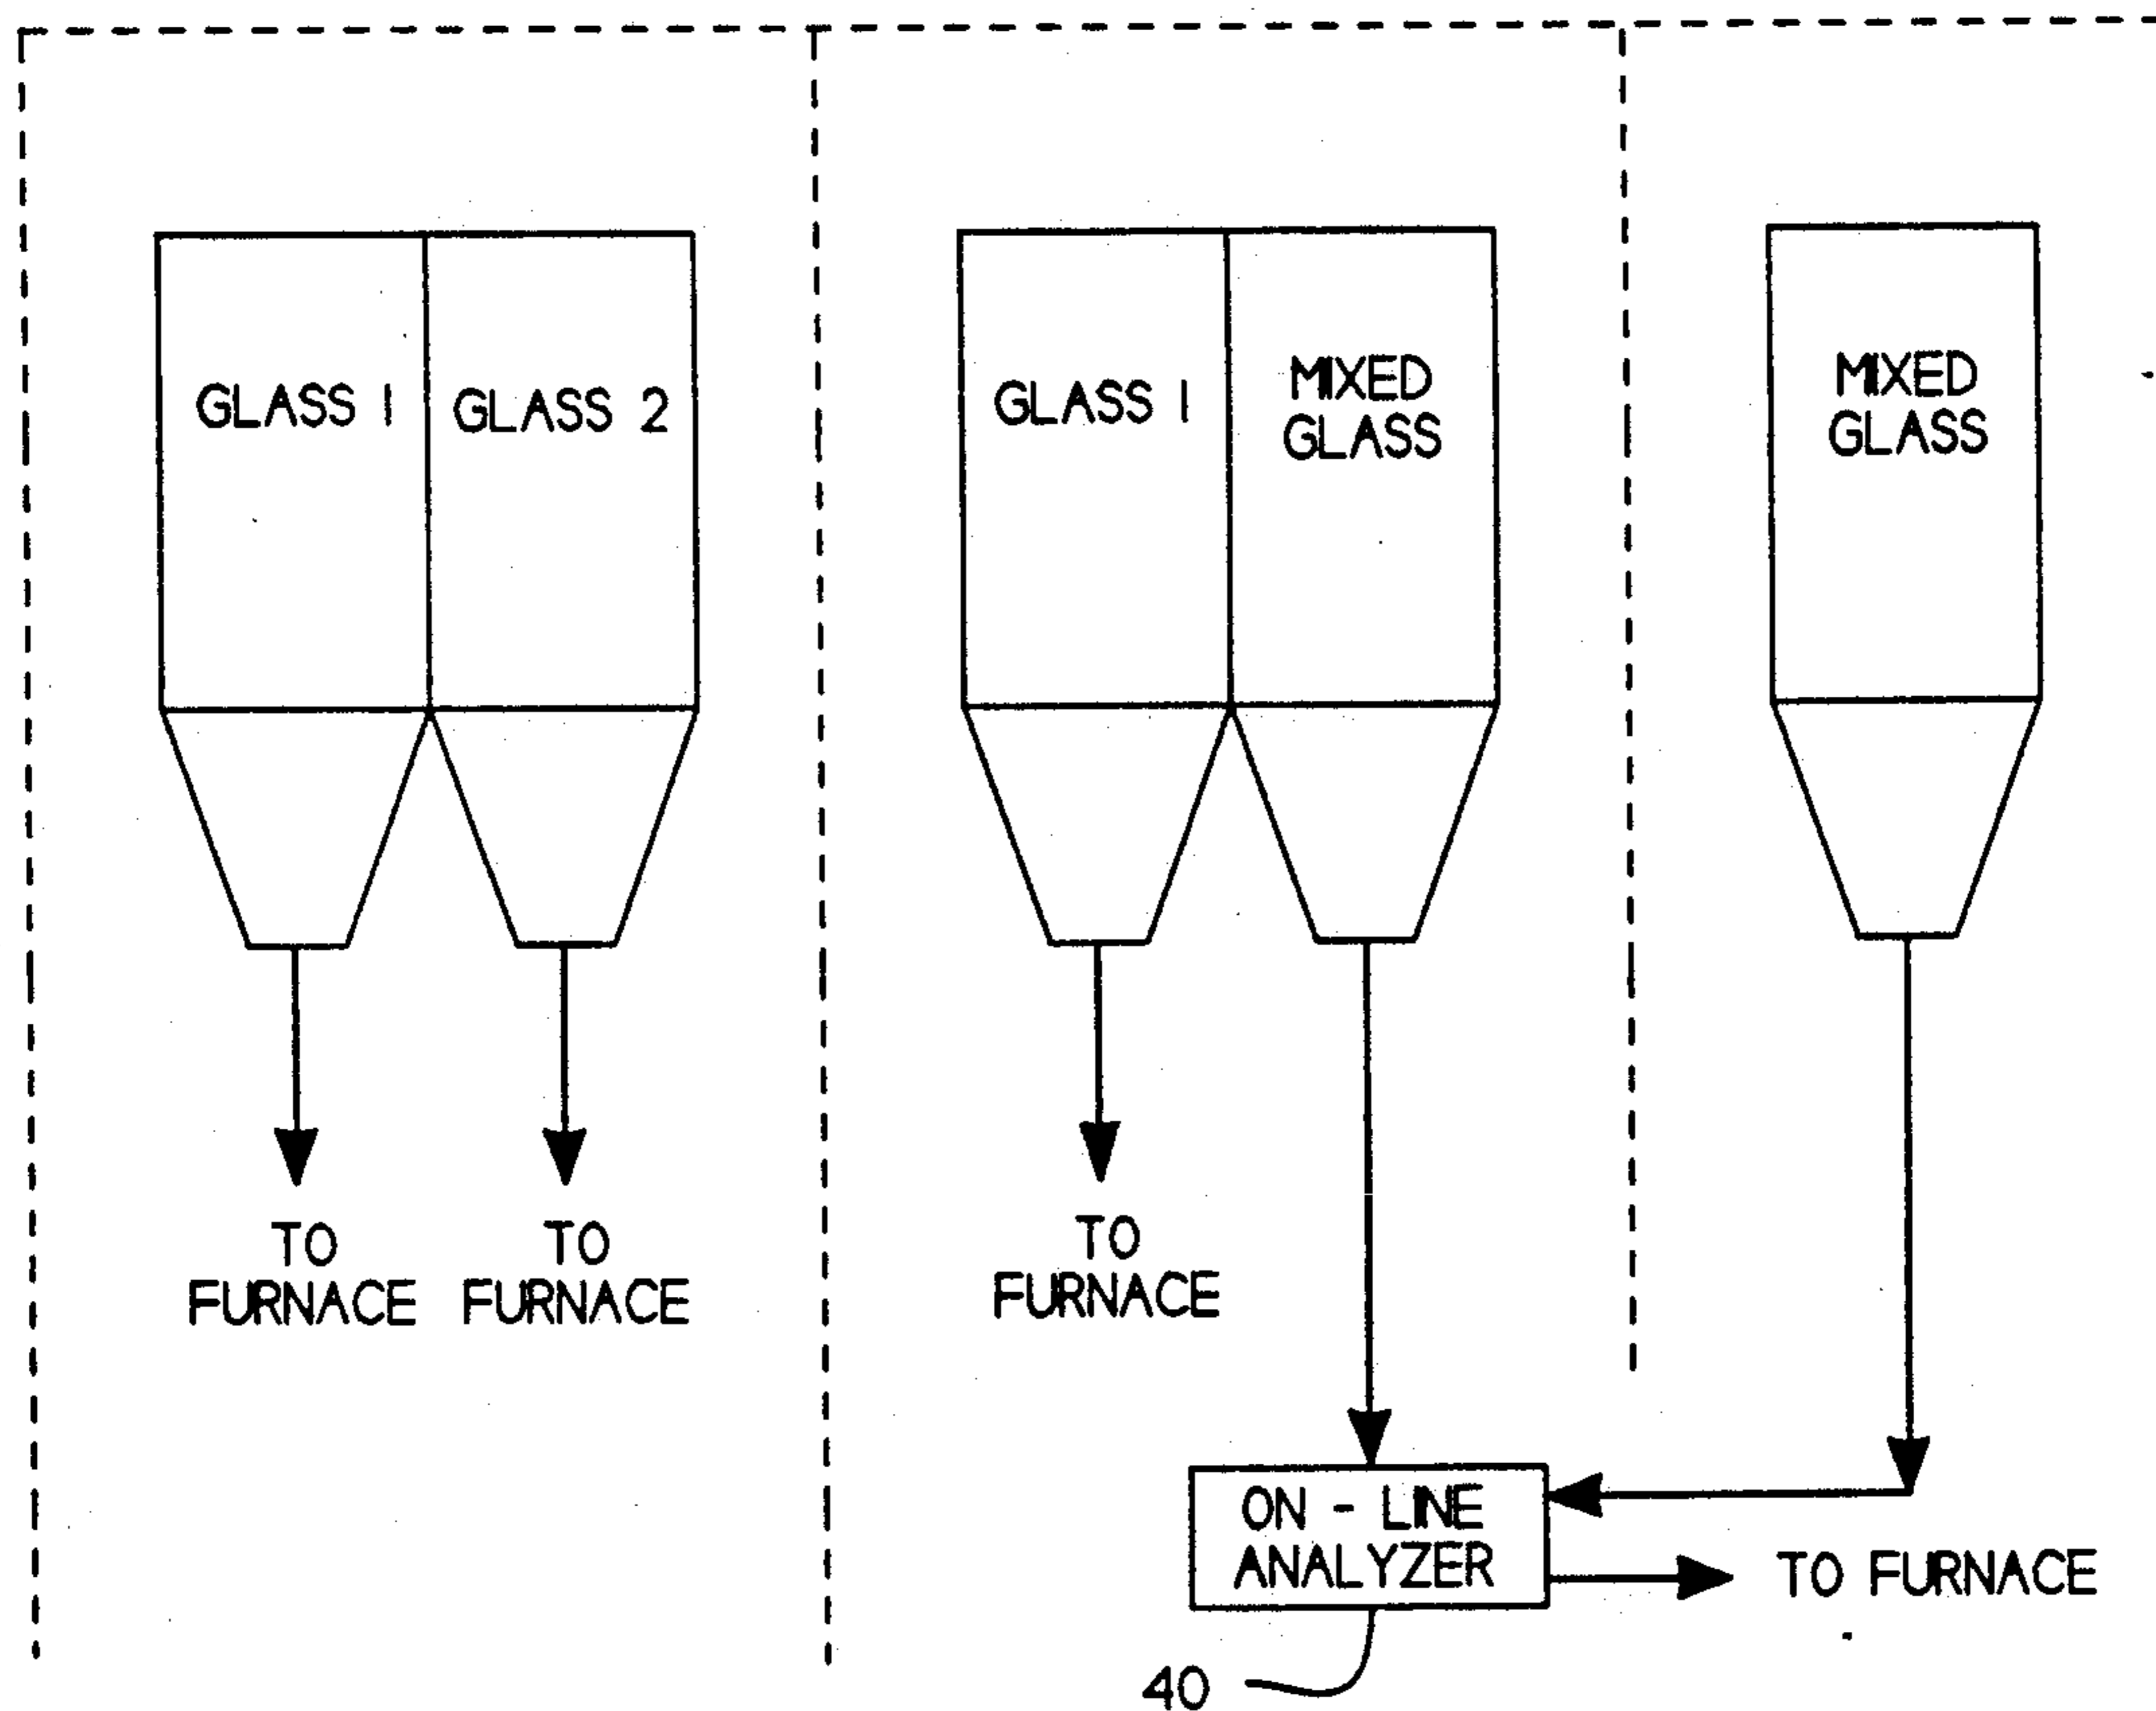 GLASS 1
GLASS 2
GLASS 1
MIXED
GLASS
MIXED
GLASS
TO
FURNACE
TO
FURNACE
TO
FURNACE
ON - LINE
ANALYZER
TO FURNACE
40